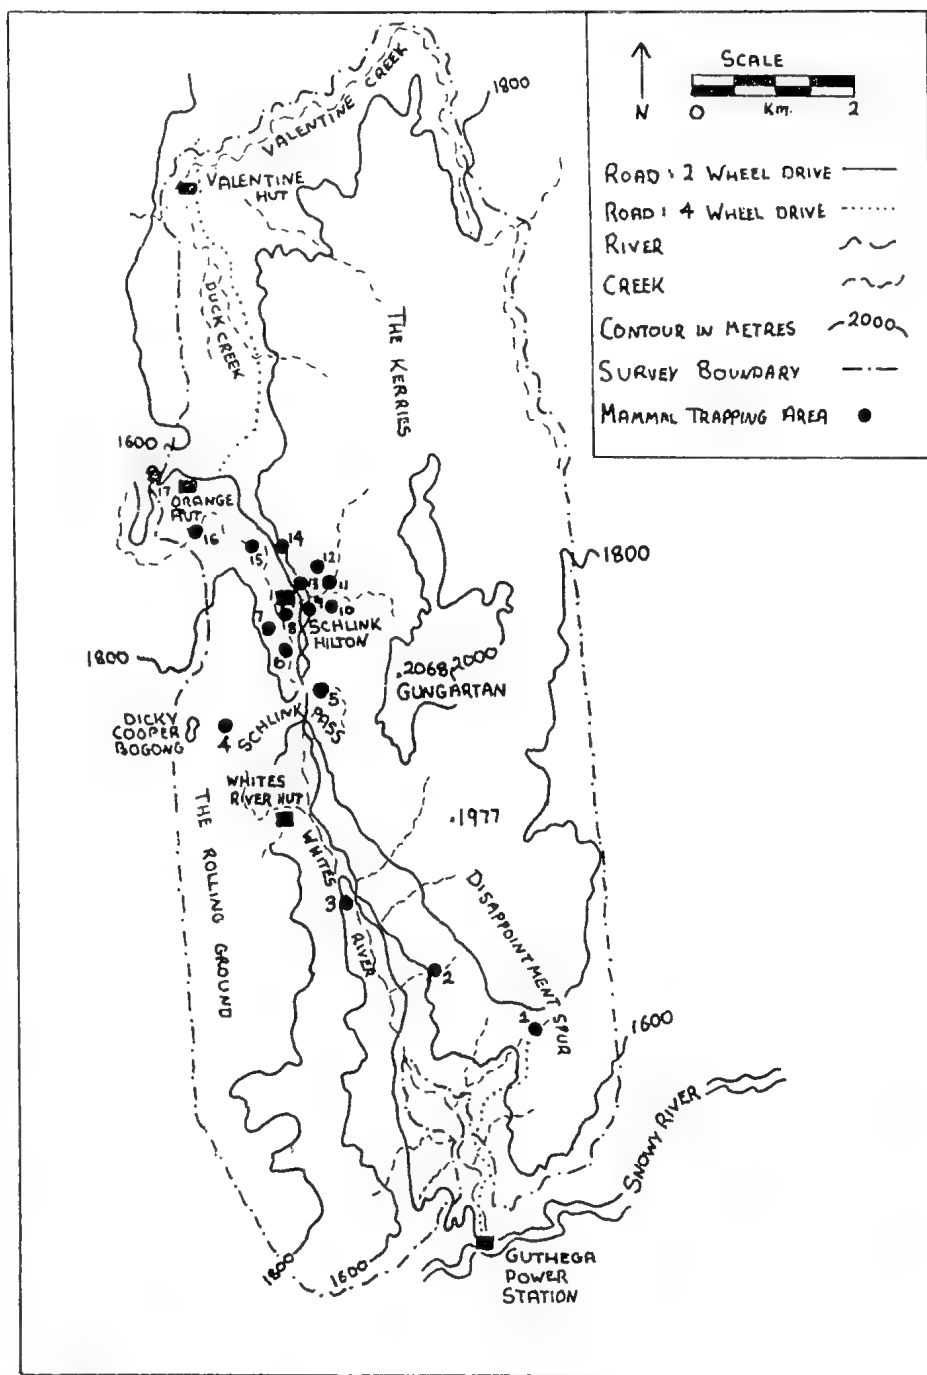 SCALE
N
0 Km. 2
ROAD: 2 WHEEL DRIVE
ROAD: 4 WHEEL DRIVE
RIVER
CREEK
CONTOUR IN METRES 2000
SURVEY BOUNDARY
MAMMAL TRAPPING AREA
VALENTINE CREEK
VALENTINE CREEK
1800
VALENTINE
HUT
DUCK CREEK
THE KERRIES
1600
17
ORANGE
HUT
16
15
14
12
13
11
9
10
8
7
SCHLINK
HILTON
6
1800
1800
.2068
2000
GUNGARTAN
5
SCHLINK PASS
DICKY
COOPER
BOGONG
4
WHITES
RIVER HUT
.1977
THE ROLLING GROUND
WHITES RIVER
3
DISAPPOINTMENT SPUR
2
1
1600
SNOWY RIVER
1800
1600
GUTHEGA
POWER
STATION